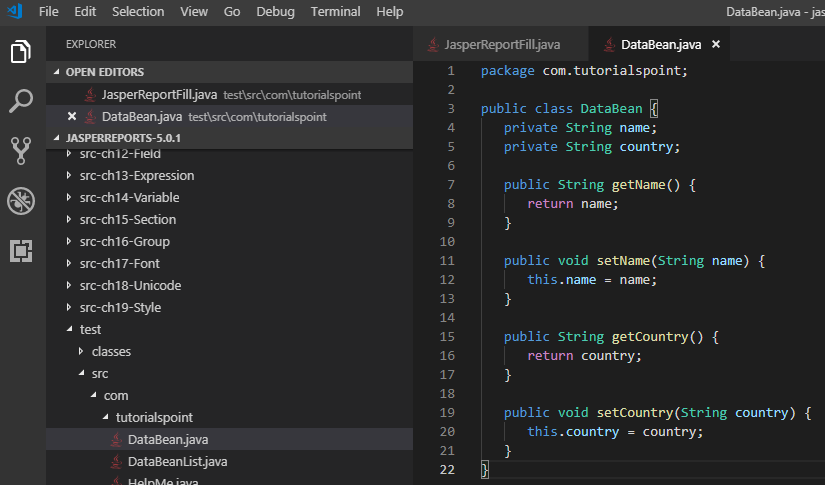 File Edit Selection View Go Debug Terminal Help
DataBean.java - jas
EXPLORER
OPEN EDITORS
JasperReportFill.java test\src\com\tutorialspoint
DataBean.java test\src\com\tutorialspoint
JASPERREPORTS-5.0.1
src-ch12-Field
src-ch13-Expression
src-ch14-Variable
src-ch15-Section
src-ch16-Group
src-ch17-Font
src-ch18-Unicode
src-ch19-Style
test
classes
src
com
tutorialspoint
DataBean.java
DataBeanList.java
HelpMe.java
JasperReportFill.java
DataBean.java ×
1 package com.tutorialspoint;
2
3 public class DataBean {
4 private String name;
5 private String country;
6
7 public String getName() {
8 return name;
9 }
10
11 public void setName(String name) {
12 this.name = name;
13 }
14
15 public String getCountry() {
16 return country;
17 }
18
19 public void setCountry(String country) {
20 this.country = country;
21 }
22 }